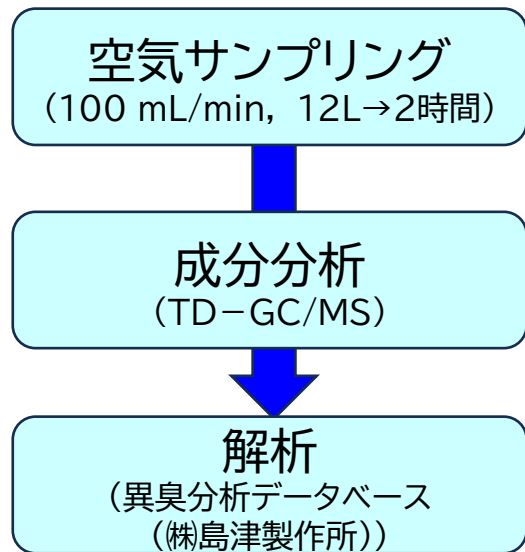 空気サンプリング
（100 mL/min，12L→2時間）
成分分析
（TD－GC/MS）
解析
（異臭分析データベース
（㈱島津製作所））